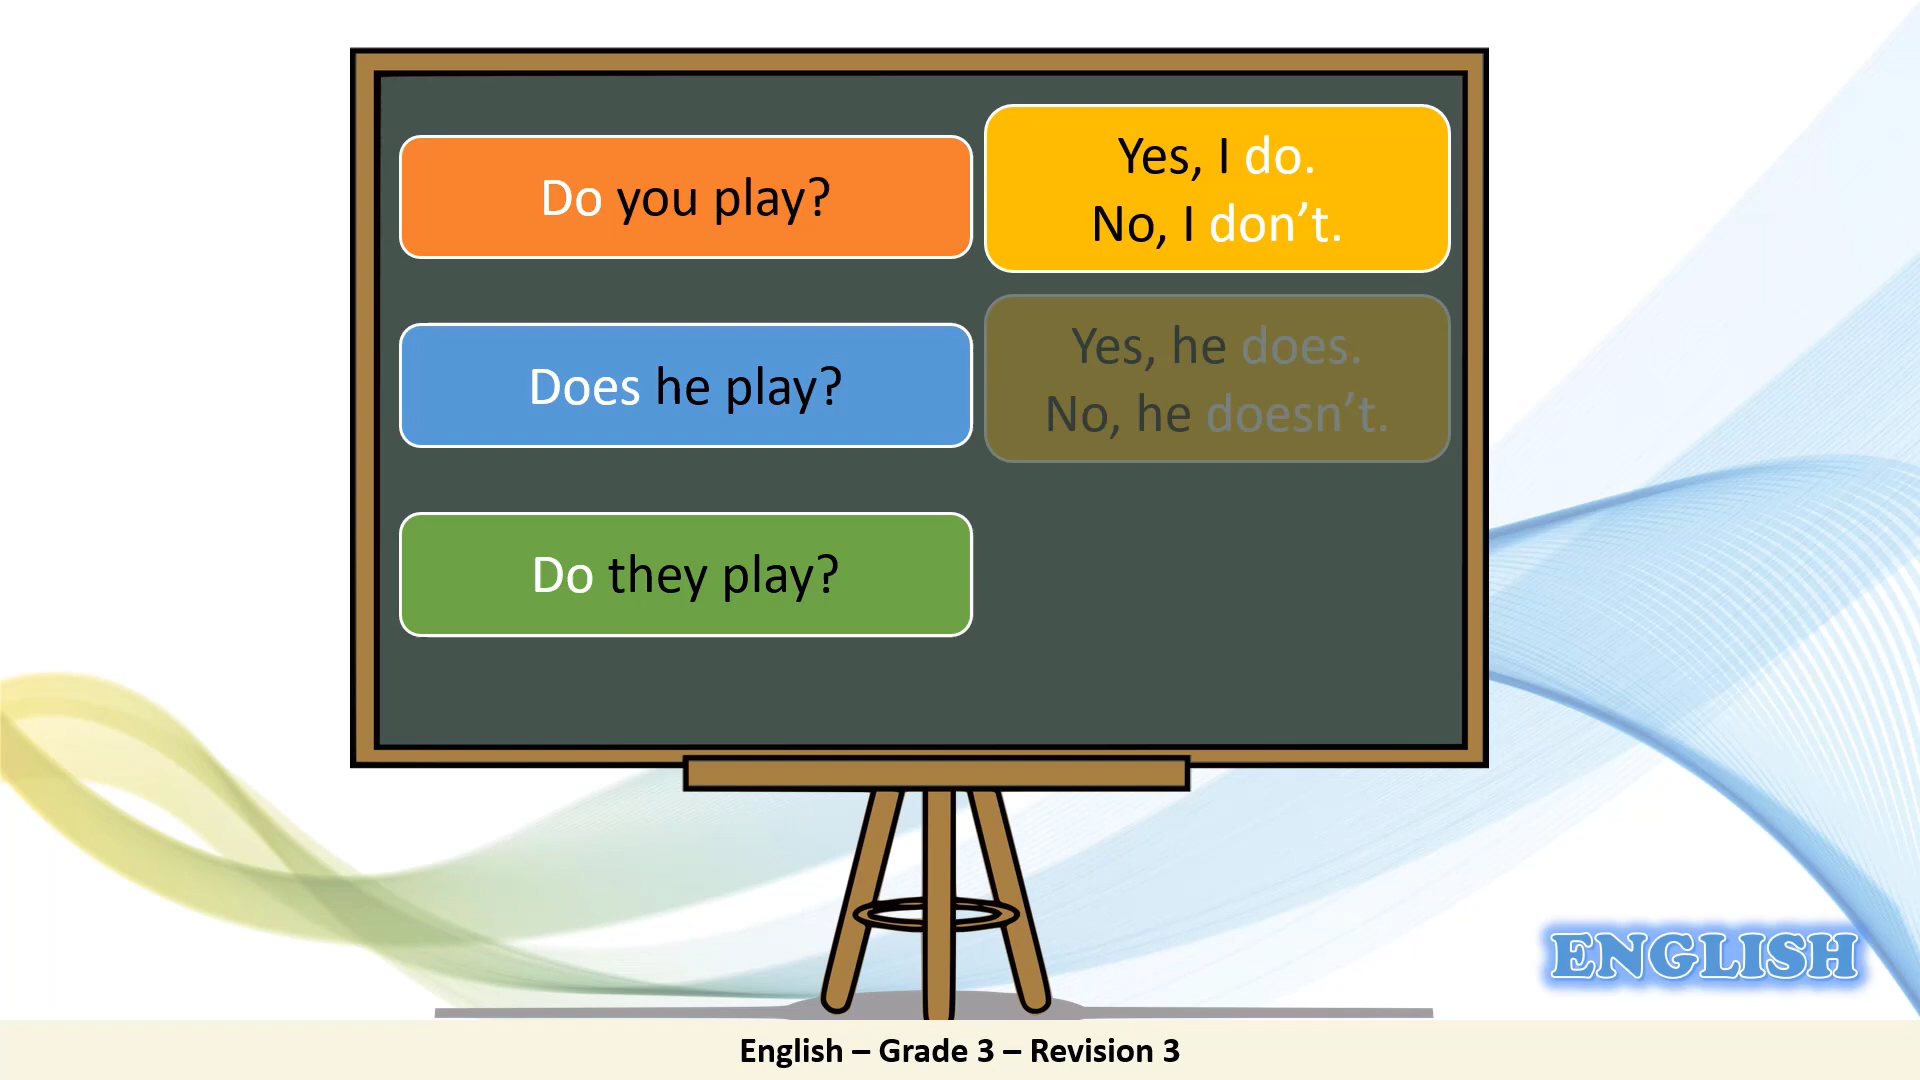 Do you play?
Yes, I do.
No, I don’t.
Does he play?
Yes, he does.
No, he doesn’t.
Do they play?
ENGLISH
English – Grade 3 – Revision 3